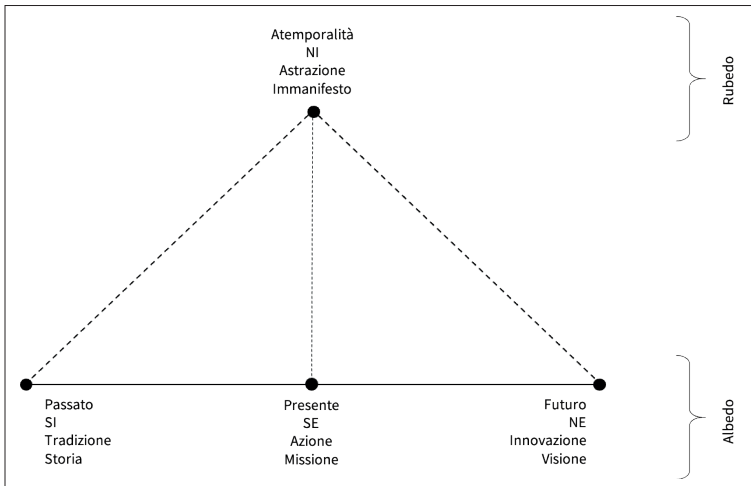 Atemporalità
NI
Astrazione
Immanifesto
Rubedo
Passato
SI
Tradizione
Storia
Presente
SE
Azione
Missione
Futuro
NE
Innovazione
Visione
Albedo